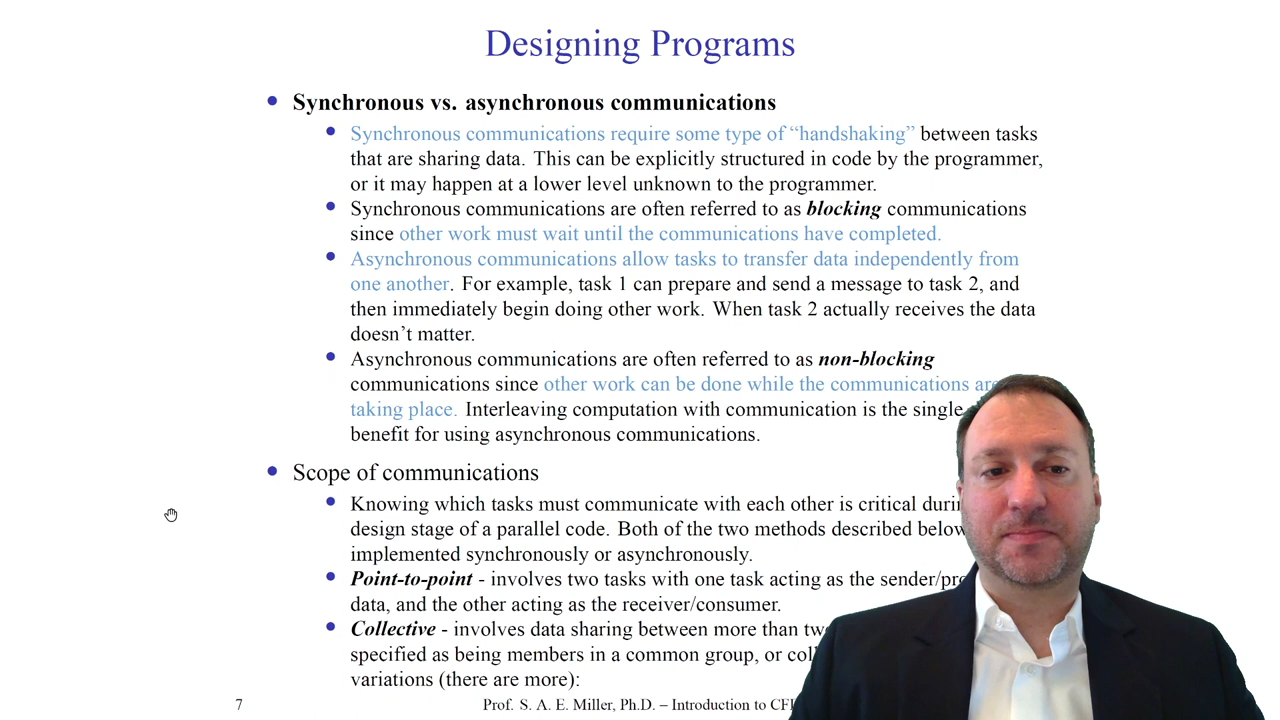 Designing Programs
Synchronous vs. asynchronous communications
Synchronous communications require some type of “handshaking” between tasks
that are sharing data. This can be explicitly structured in code by the programmer,
or it may happen at a lower level unknown to the programmer.
Synchronous communications are often referred to as blocking communications
since other work must wait until the communications have completed.
Asynchronous communications allow tasks to transfer data independently from
one another. For example, task 1 can prepare and send a message to task 2, and
then immediately begin doing other work. When task 2 actually receives the data
doesn’t matter.
Asynchronous communications are often referred to as non-blocking
communications since other work can be done while the communications are
taking place. Interleaving computation with communication is the single
benefit for using asynchronous communications.
Scope of communications
Knowing which tasks must communicate with each other is critical
design stage of a parallel code. Both of the two methods described below
implemented synchronously or asynchronously.
Point-to-point - involves two tasks with one task acting as the
data, and the other acting as the receiver/consumer.
Collective - involves data sharing between more than
specified as being members in a common group, or
variations (there are more):
7
Prof. S. A. E. Miller, Ph.D. – Introduction to